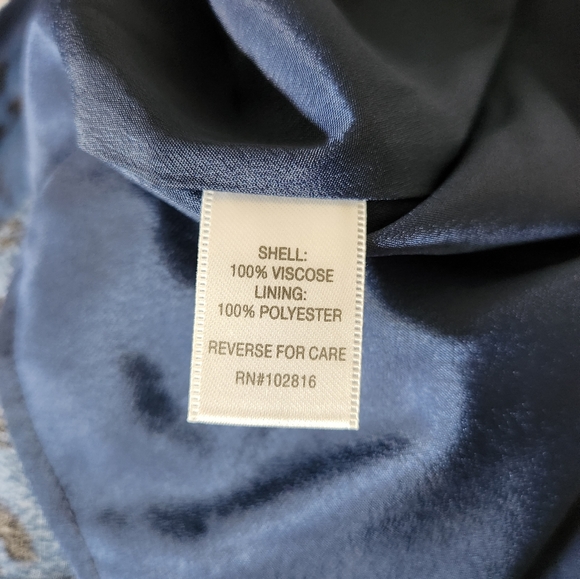 SHELL:
100% VISCOSE
LINING:
100% POLYESTER
REVERSE FOR CARE
RN#102816